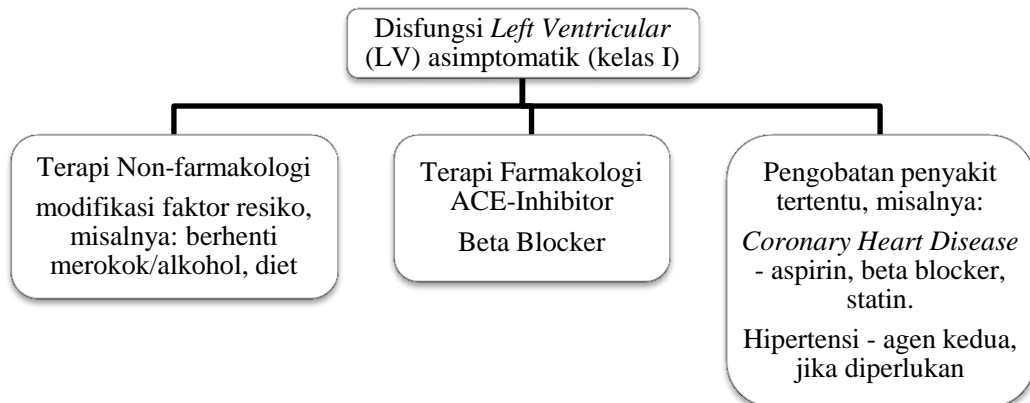 Disfungsi Left Ventricular
(LV) asimptomatik (kelas I)
Terapi Non-farmakologi
modifikasi faktor resiko,
misalnya: berhenti
merokok/alkohol, diet
Terapi Farmakologi
ACE-Inhibitor
Beta Blocker
Pengobatan penyakit
tertentu, misalnya:
Coronary Heart Disease
- aspirin, beta blocker,
statin.
Hipertensi - agen kedua,
jika diperlukan